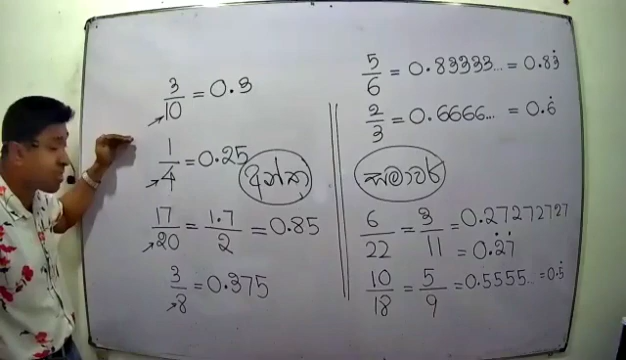 3/10 = 0.3
1/4 = 0.25
අන්ත
17/20 = 1.7/2 = 0.85
3/8 = 0.375
5/6 = 0.83333... = 0.83̇
2/3 = 0.6666... = 0.6̇
සමාවර්
6/22 = 3/11 = 0.27272727
= 0.2̇7̇
10/18 = 5/9 = 0.5555.. = 0.5̇